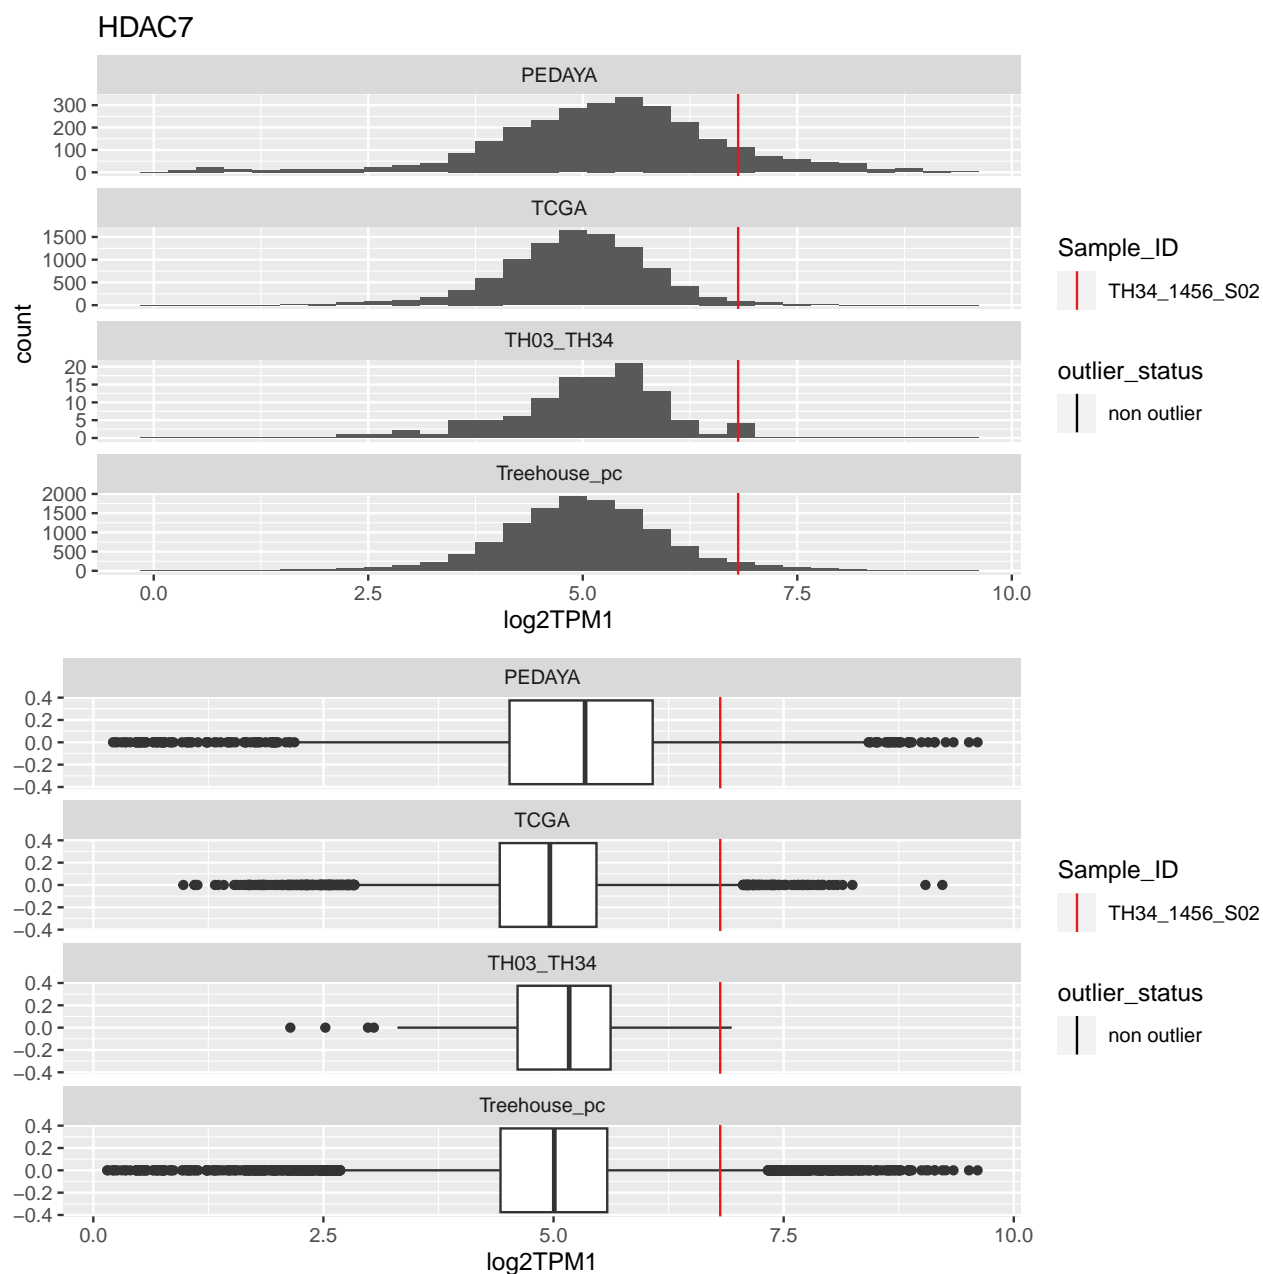 HDAC7
PEDAYA
300
200
100
0
TCGA
1500
1000
500
0
TH03_TH34
20
15
10
5
0
Treehouse_pc
2000
1500
1000
500
0
count
0.0 2.5 5.0 7.5 10.0
log2TPM1
Sample_ID
TH34_1456_S02
outlier_status
non outlier
PEDAYA
0.4
0.2
0.0
−0.2
−0.4
TCGA
0.4
0.2
0.0
−0.2
−0.4
TH03_TH34
0.4
0.2
0.0
−0.2
−0.4
Treehouse_pc
0.4
0.2
0.0
−0.2
−0.4
0.0 2.5 5.0 7.5 10.0
log2TPM1
Sample_ID
TH34_1456_S02
outlier_status
non outlier